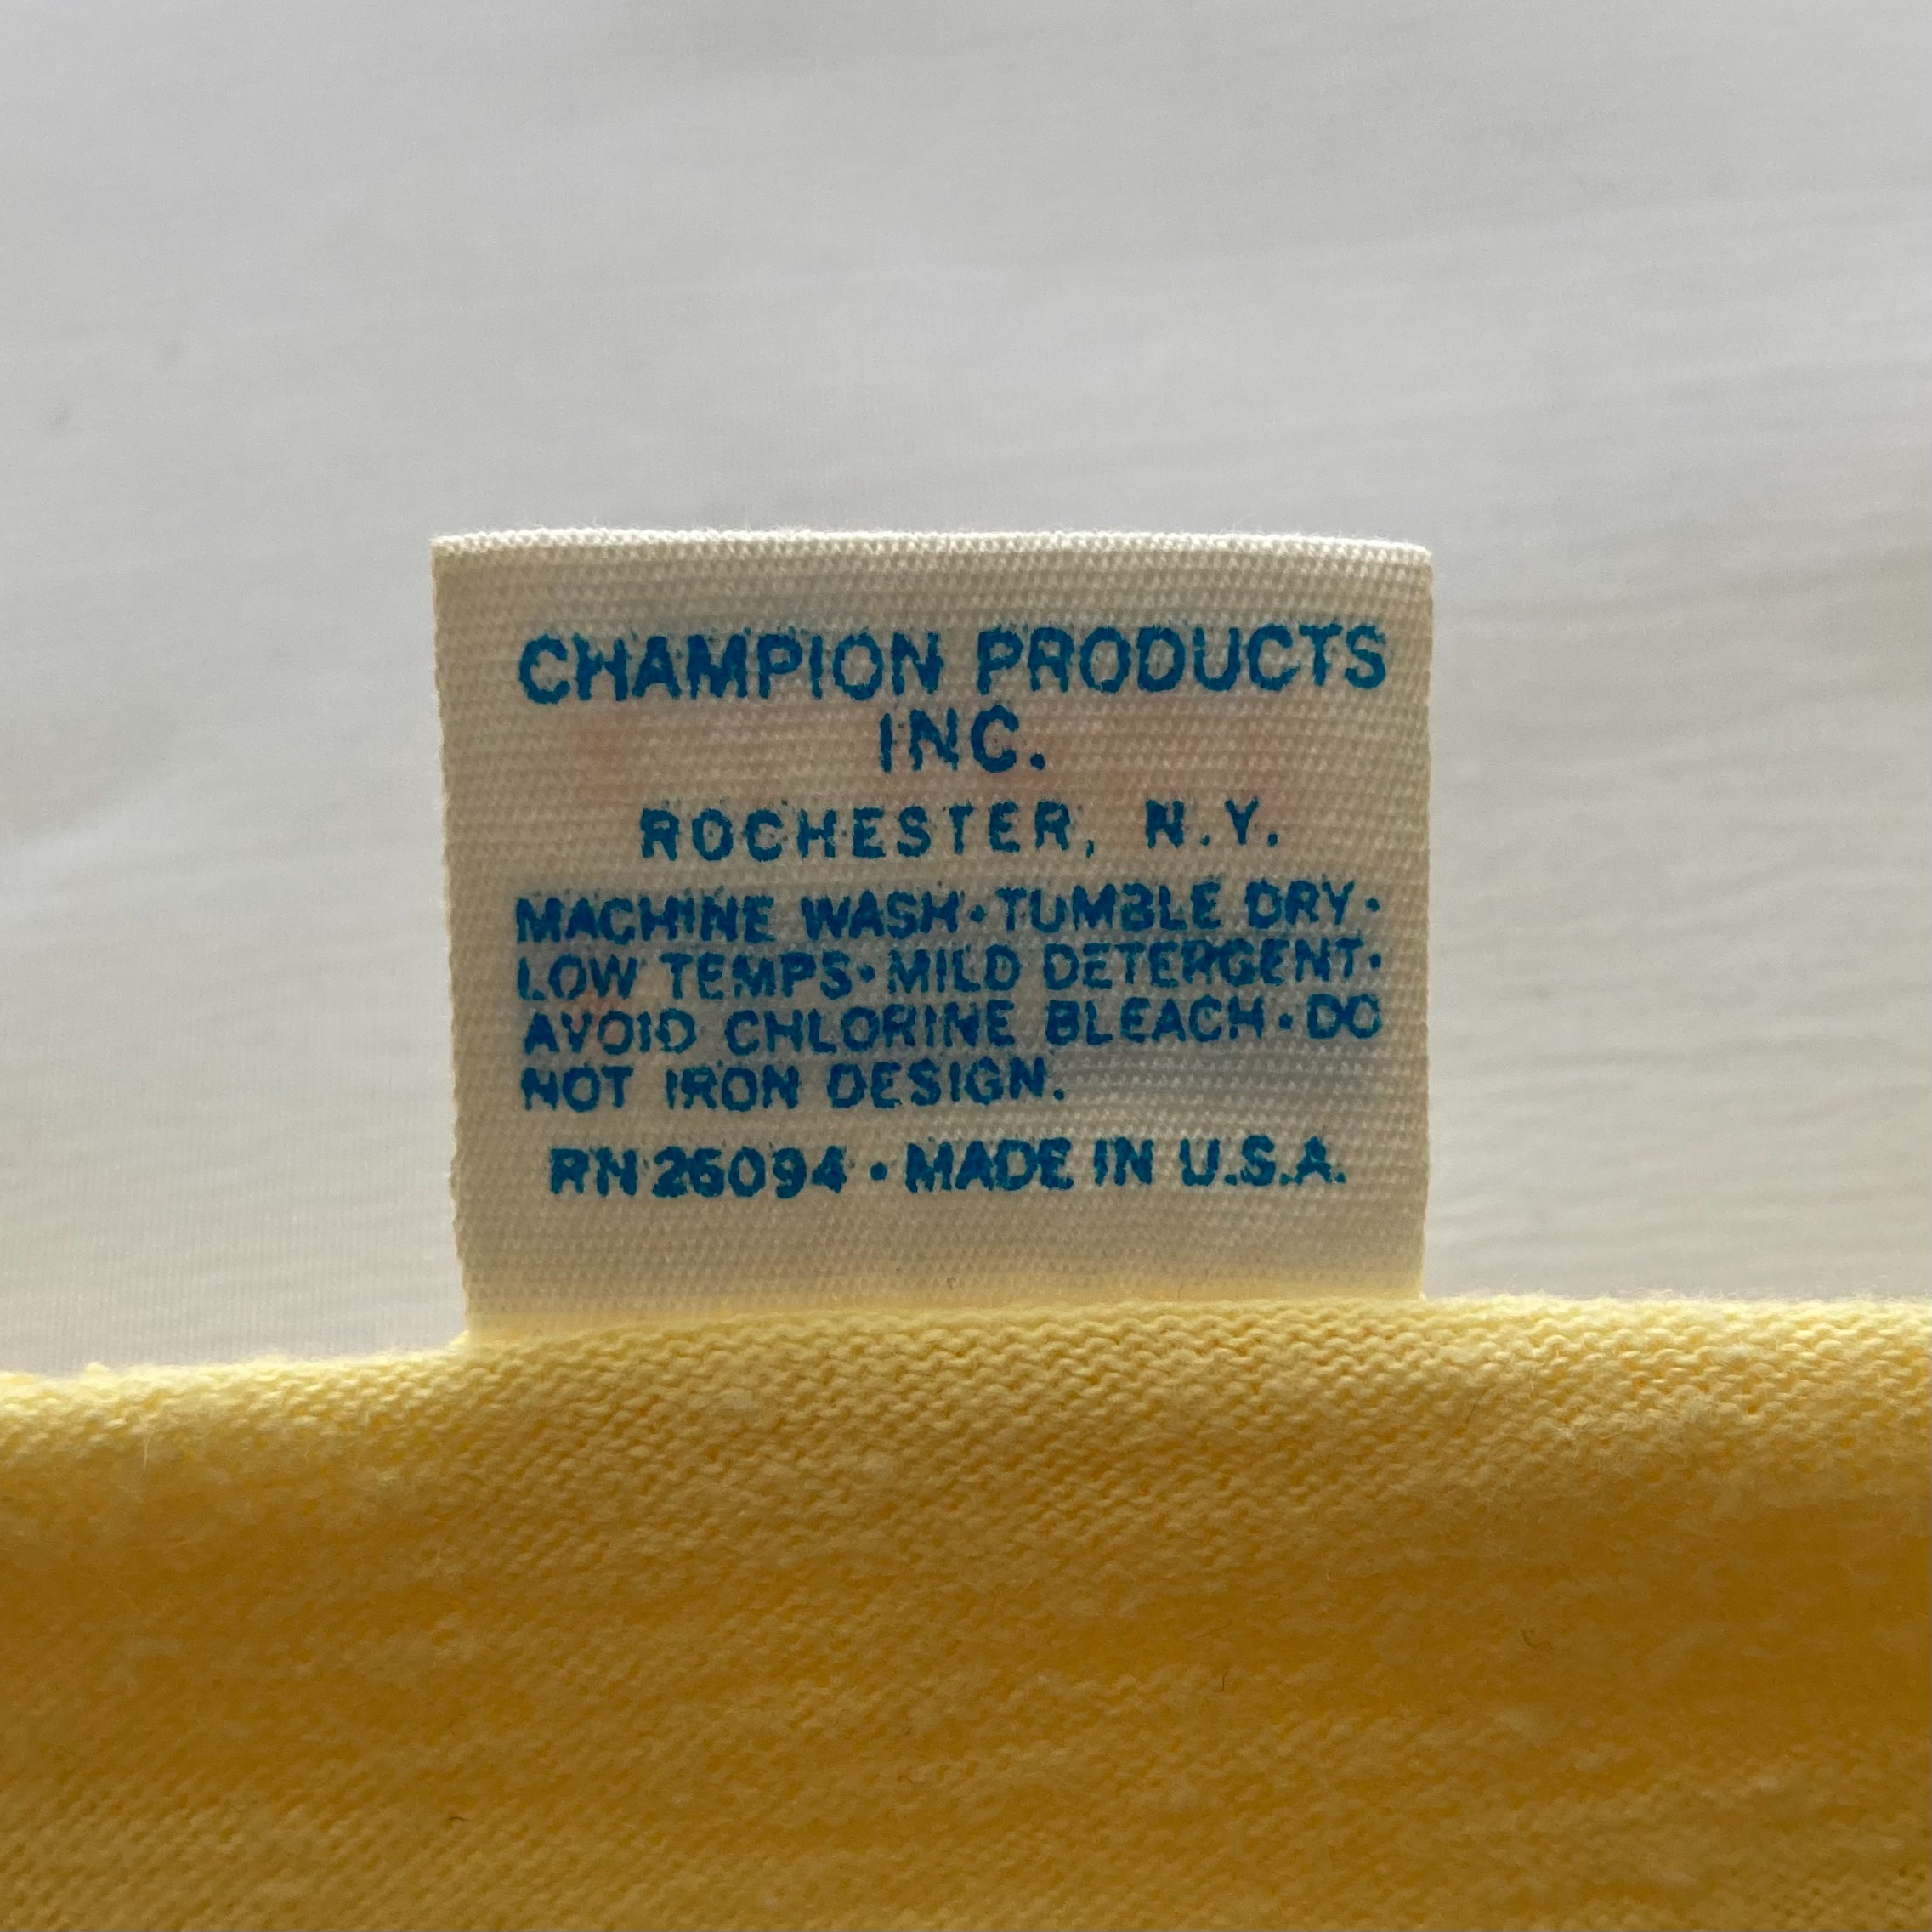 CHAMPION PRODUCTS
INC.
ROCHESTER, N.Y.
MACHINE WASH·TUMBLE DRY·
LOW TEMPS·MILD DETERGENT·
AVOID CHLORINE BLEACH·DO
NOT IRON DESIGN.
RN 26094 · MADE IN U.S.A.